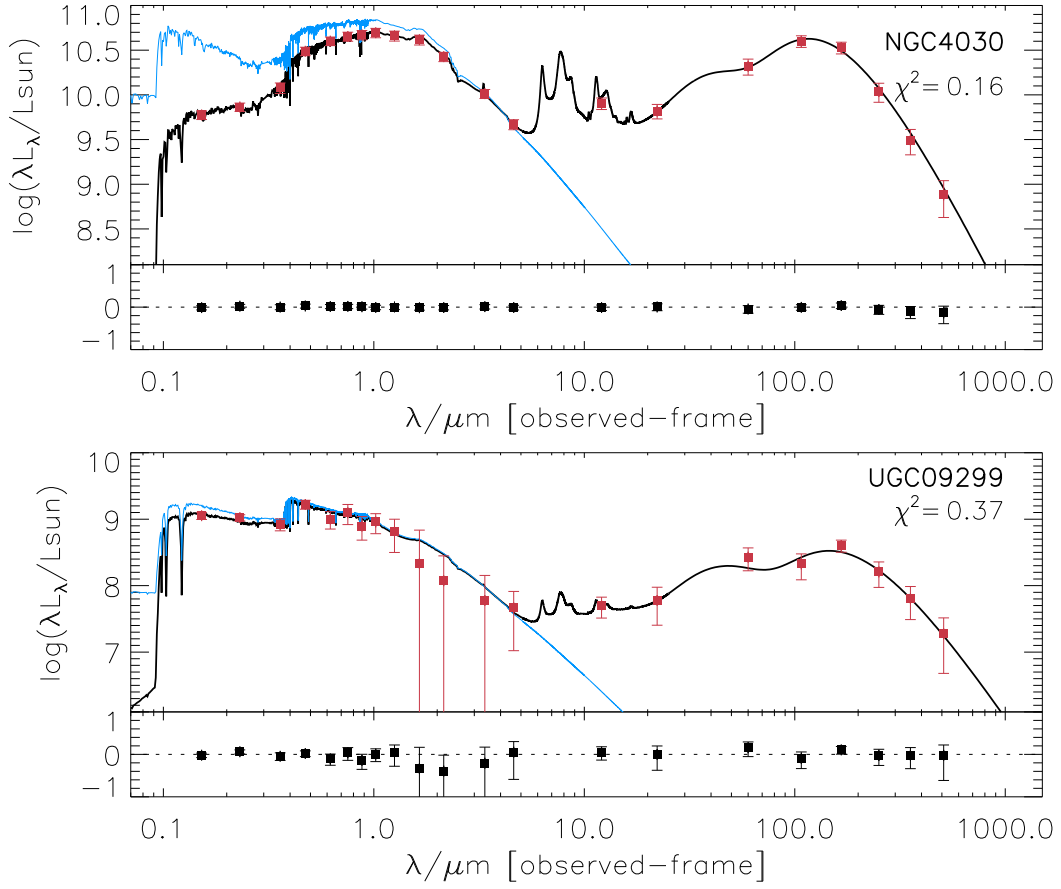 11.0
10.5
10.0
9.5
9.0
8.5
log(λL_λ/Lsun)
NGC4030
χ²= 0.16
1
0
−1
0.1 1.0 10.0 100.0 1000.0
λ/μm [observed−frame]
10
9
8
7
log(λL_λ/Lsun)
UGC09299
χ²= 0.37
1
0
−1
0.1 1.0 10.0 100.0 1000.0
λ/μm [observed−frame]